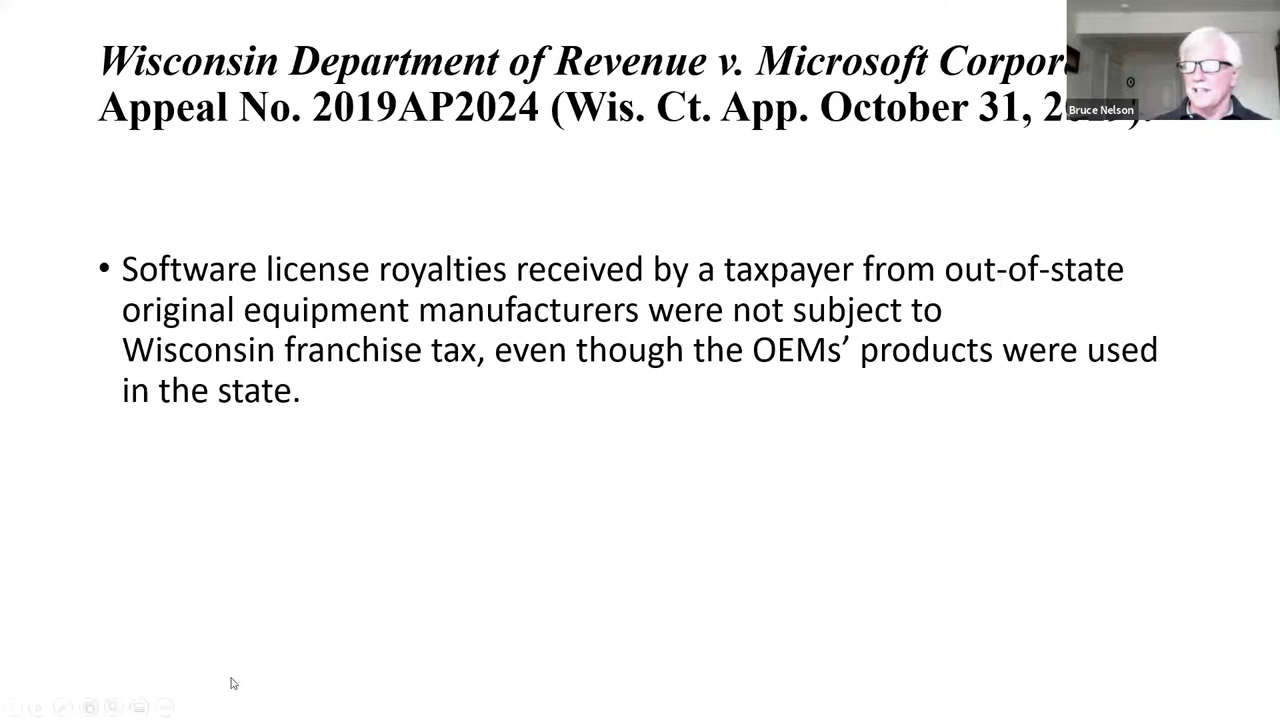 Wisconsin Department of Revenue v. Microsoft
Appeal No. 2019AP2024 (Wis. Ct. App. October 31,
Bruce Nelson
• Software license royalties received by a taxpayer from out-of-state
original equipment manufacturers were not subject to
Wisconsin franchise tax, even though the OEMs’ products were used
in the state.